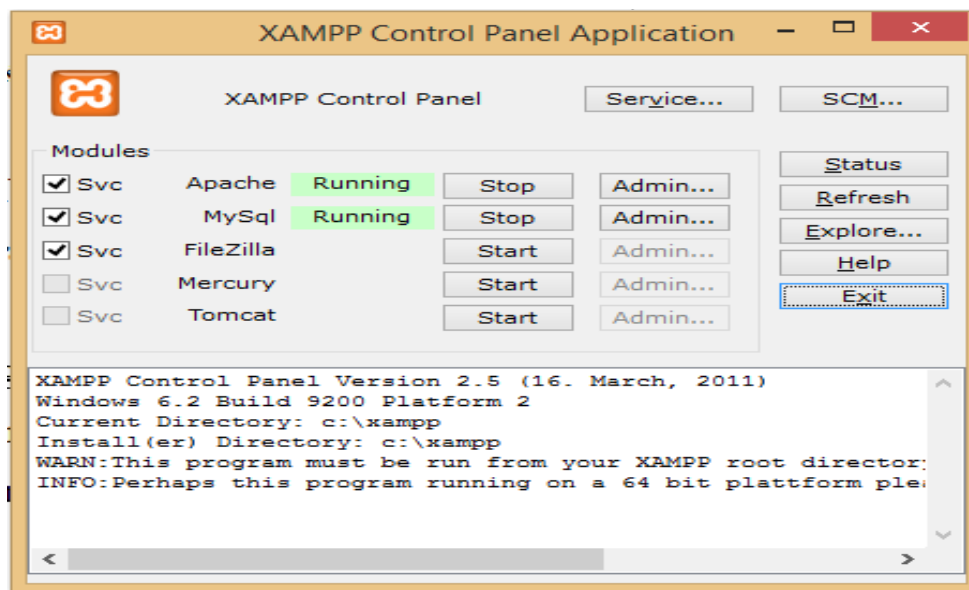 XAMPP Control Panel Application
XAMPP Control Panel Service... SCM...
Modules
Status
Svc Apache Running Stop Admin...
Refresh
Svc MySql Running Stop Admin...
Explore...
Svc FileZilla Start Admin...
Help
Svc Mercury Start Admin...
Exit
Svc Tomcat Start Admin...
XAMPP Control Panel Version 2.5 (16. March, 2011)
Windows 6.2 Build 9200 Platform 2
Current Directory: c:\xampp
Install(er) Directory: c:\xampp
WARN:This program must be run from your XAMPP root
INFO:Perhaps this program running on a 64 bit plattform